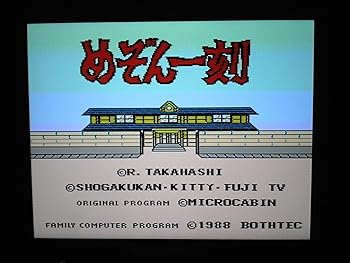 めぞん一刻
©R. TAKAHASHI
©SHOGAKUKAN・KITTY・FUJI TV
ORIGINAL PROGRAM ©MICROCABIN
FAMILY COMPUTER PROGRAM ©1988 BOTHTEC